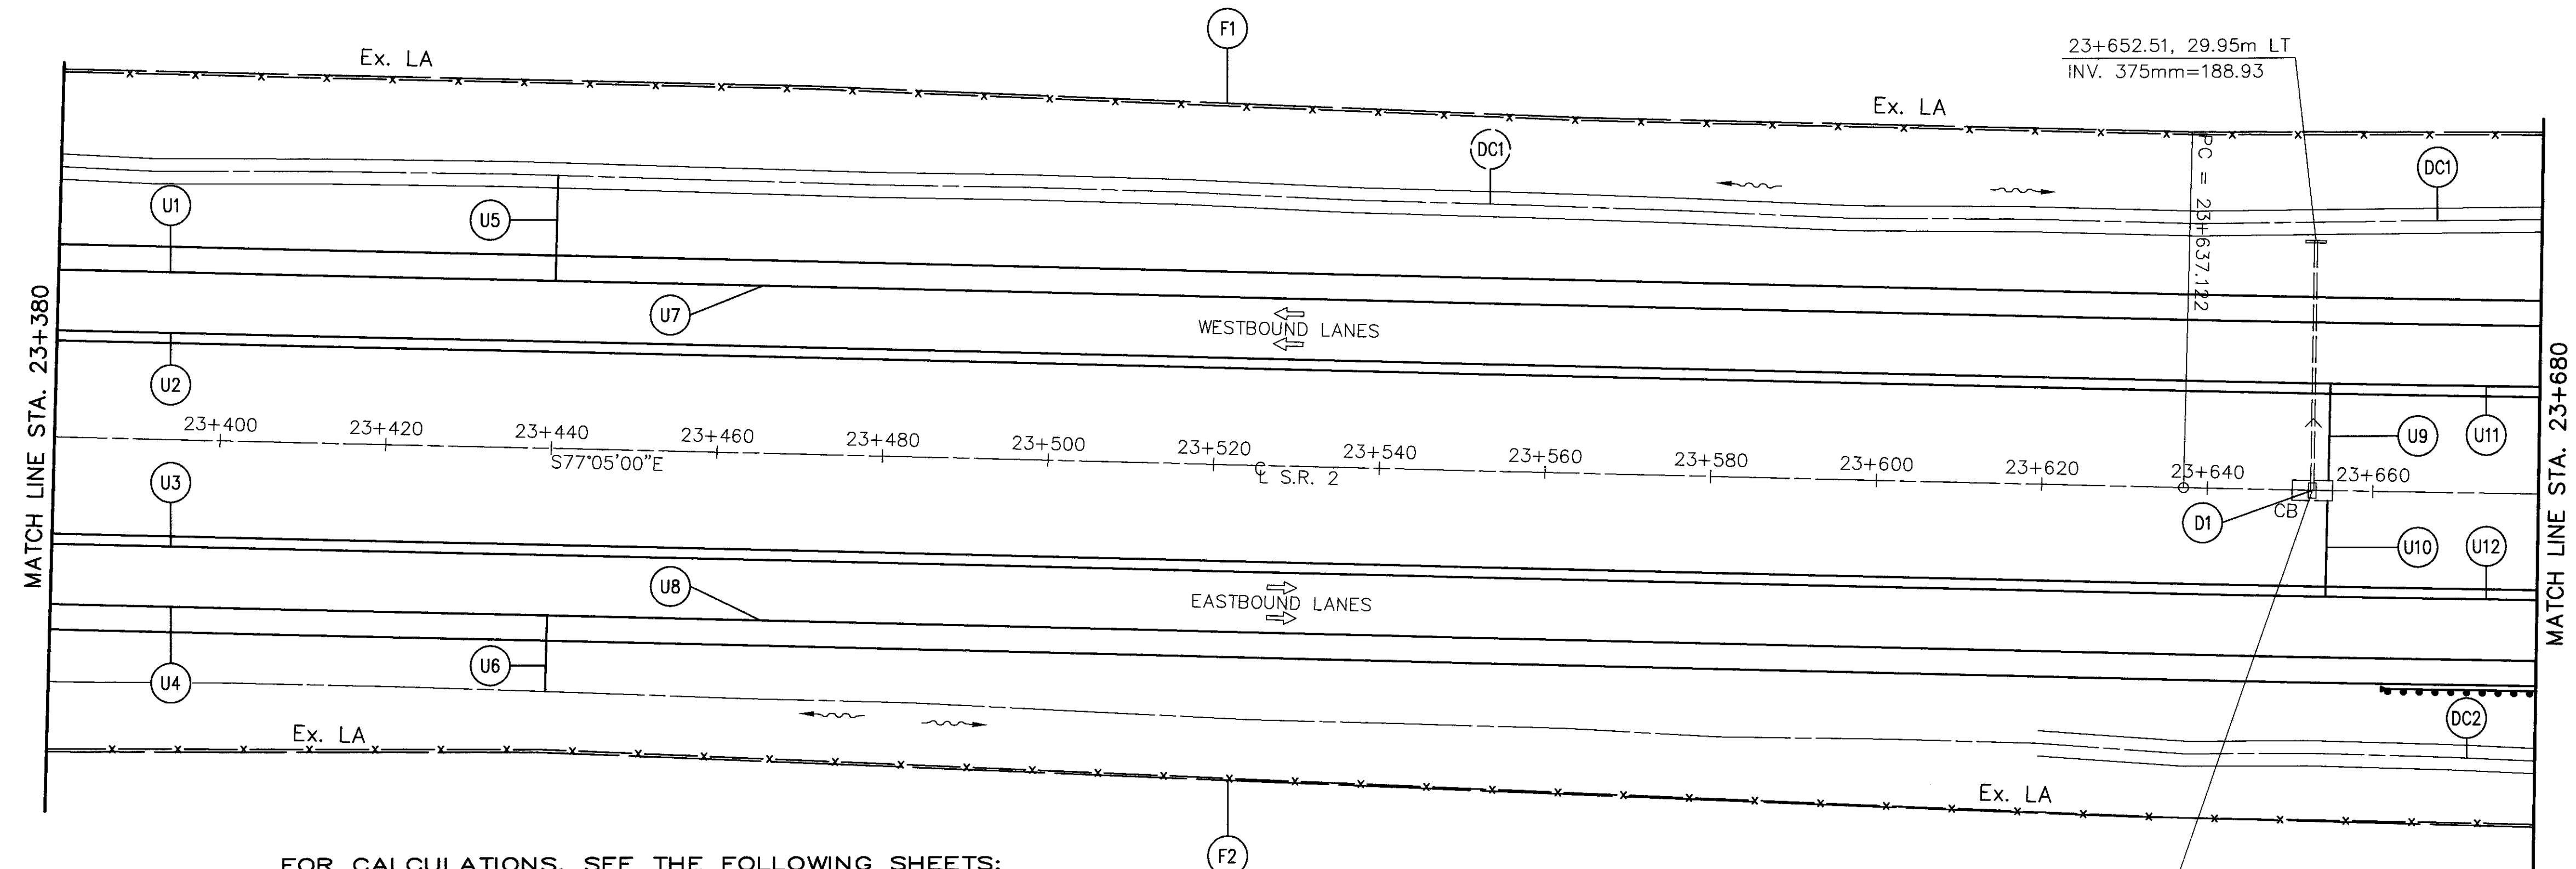 F1
23+652.51, 29.95m LT
INV. 375mm=188.93
Ex. LA
Ex. LA
DC1
DC1
PC = 23+637.122
U1
U5
U7
WESTBOUND LANES
MATCH LINE STA. 23+380
MATCH LINE STA. 23+680
U2
U9
U11
23+400
23+420
23+440
23+460
23+480
23+500
23+520
23+540
23+560
23+580
23+600
23+620
23+640
23+660
S77°05'00"E
℄ S.R. 2
U3
D1
CB
U10
U12
U8
EASTBOUND LANES
U6
U4
DC2
Ex. LA
Ex. LA
F2
FOR CALCULATIONS, SEE THE FOLLOWING SHEETS: